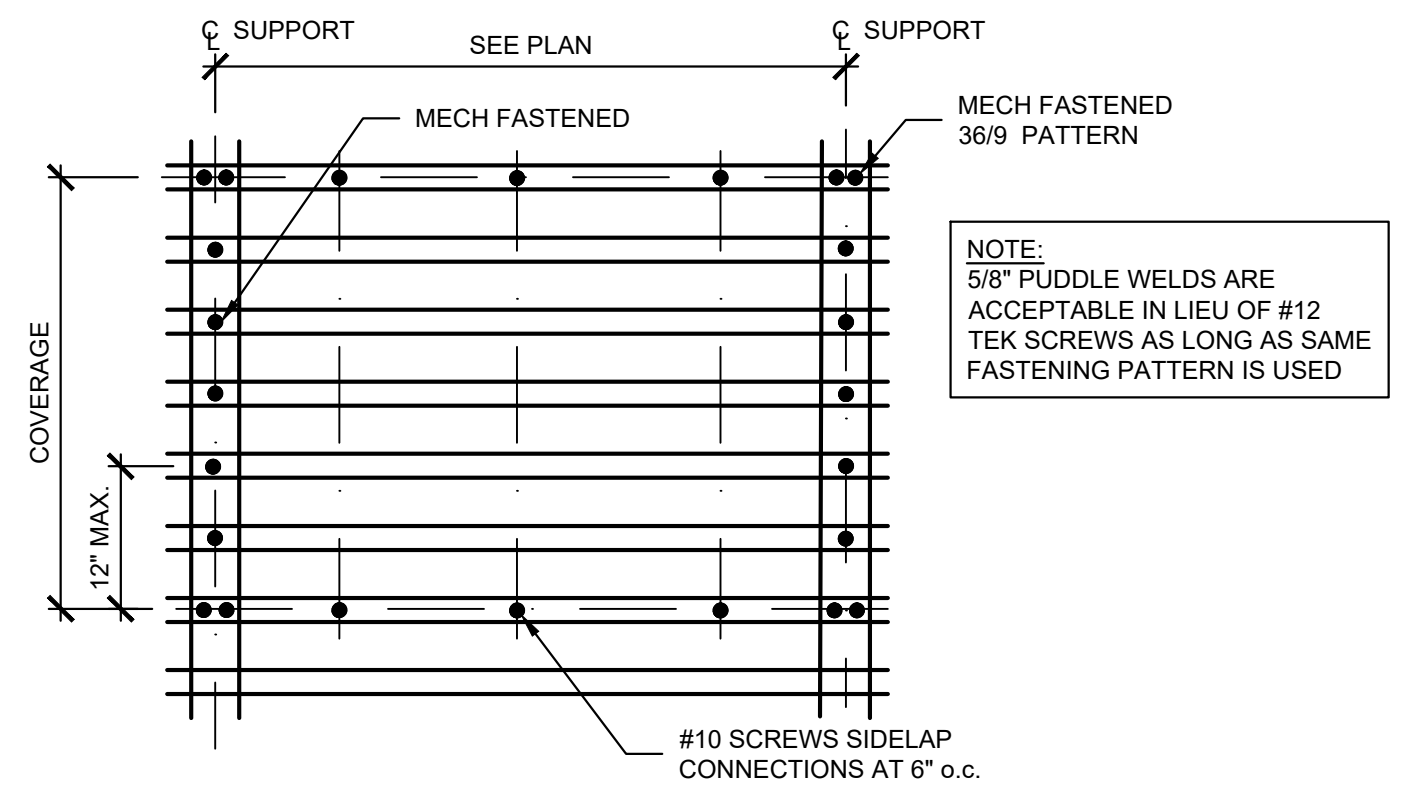 ℄ SUPPORT
SEE PLAN
℄ SUPPORT
MECH FASTENED
MECH FASTENED
36/9 PATTERN
NOTE:
5/8" PUDDLE WELDS ARE
ACCEPTABLE IN LIEU OF #12
TEK SCREWS AS LONG AS SAME
FASTENING PATTERN IS USED
COVERAGE
12" MAX.
#10 SCREWS SIDELAP
CONNECTIONS AT 6" o.c.